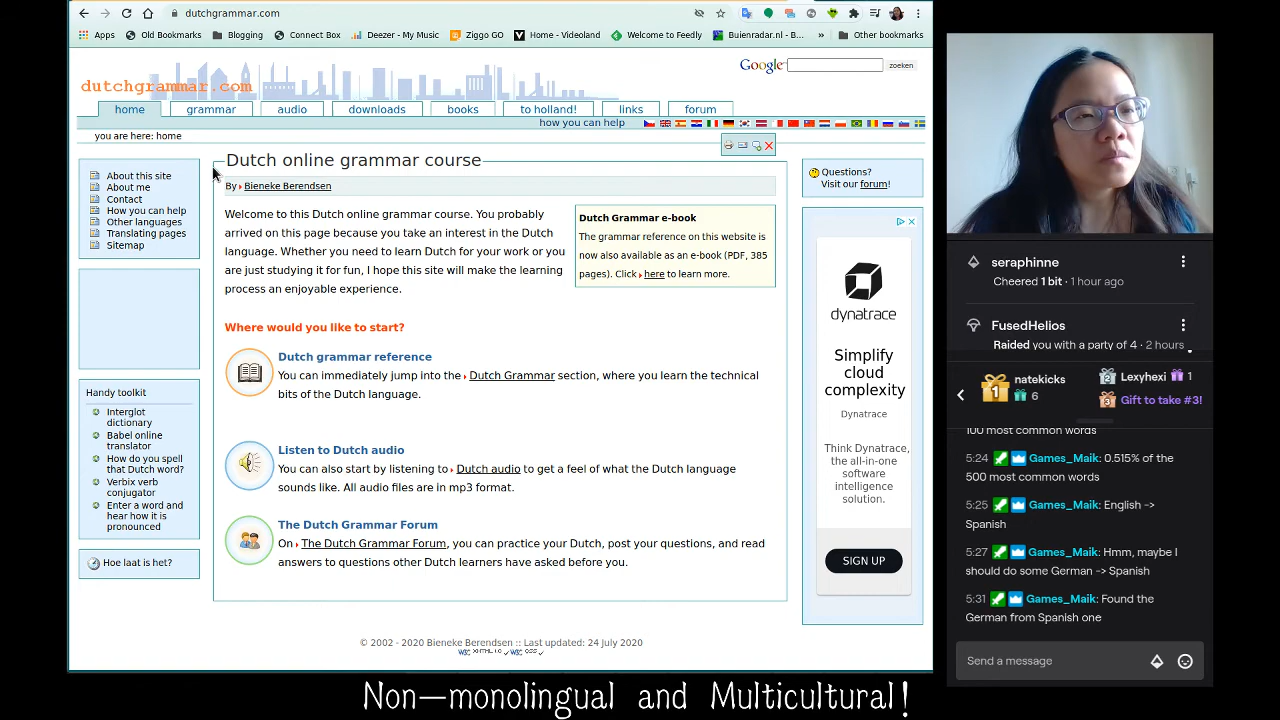 dutchgrammar.com
Apps Old Bookmarks Blogging Connect Box Deezer - My Music Ziggo GO Home - Videoland Welcome to Feedly Buienradar.nl - B... » Other bookmarks
dutchgrammar.com
Google zoeken
home grammar audio downloads books to holland! links forum
how you can help
you are here: home
About this site
About me
Contact
How you can help
Other languages
Translating pages
Sitemap
Handy toolkit
Interglot
dictionary
Babel online
translator
How do you spell
that Dutch word?
Verbix verb
conjugator
Enter a word and
hear how it is
pronounced
Hoe laat is het?
Dutch online grammar course
By Bieneke Berendsen
Welcome to this Dutch online grammar course. You probably
arrived on this page because you take an interest in the Dutch
language. Whether you need to learn Dutch for your work or you
are just studying it for fun, I hope this site will make the learning
process an enjoyable experience.
Dutch Grammar e-book
The grammar reference on this website is
now also available as an e-book (PDF, 385
pages). Click here to learn more.
Where would you like to start?
Dutch grammar reference
You can immediately jump into the Dutch Grammar section, where you learn the technical
bits of the Dutch language.
Listen to Dutch audio
You can also start by listening to Dutch audio to get a feel of what the Dutch language
sounds like. All audio files are in mp3 format.
The Dutch Grammar Forum
On The Dutch Grammar Forum, you can practice your Dutch, post your questions, and read
answers to questions other Dutch learners have asked before you.
© 2002 - 2020 Bieneke Berendsen :: Last updated: 24 July 2020
W3C XHTML 1.0 W3C CSS
Questions?
Visit our forum!
dynatrace
Simplify
cloud
complexity
Dynatrace
Think Dynatrace,
the all-in-one
software
intelligence
solution.
SIGN UP
seraphinne
Cheered 1 bit · 1 hour ago
FusedHelios
Raided you with a party of 4 · 2 hours
1 natekicks
6
2 Lexyhexi 1
3 Gift to take #3!
100 most common words
5:24 Games_Maik: 0.515% of the
500 most common words
5:25 Games_Maik: English ->
Spanish
5:27 Games_Maik: Hmm, maybe I
should do some German -> Spanish
5:31 Games_Maik: Found the
German from Spanish one
Send a message
Non-monolingual and Multicultural!